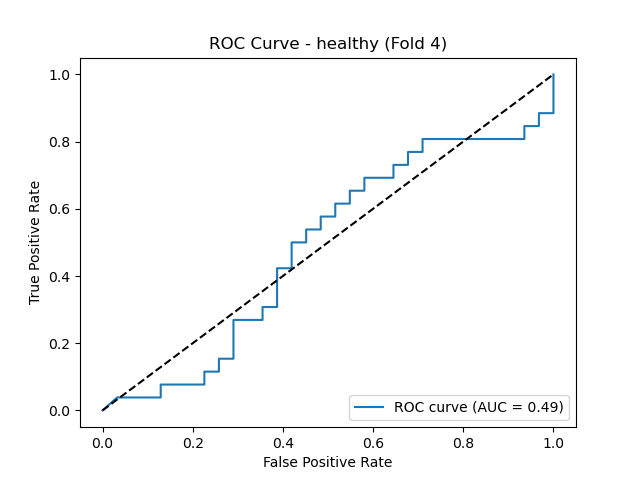 ROC Curve - healthy (Fold 4)
1.0
0.8
0.6
0.4
0.2
0.0
True Positive Rate
ROC curve (AUC = 0.49)
0.0 0.2 0.4 0.6 0.8 1.0
False Positive Rate